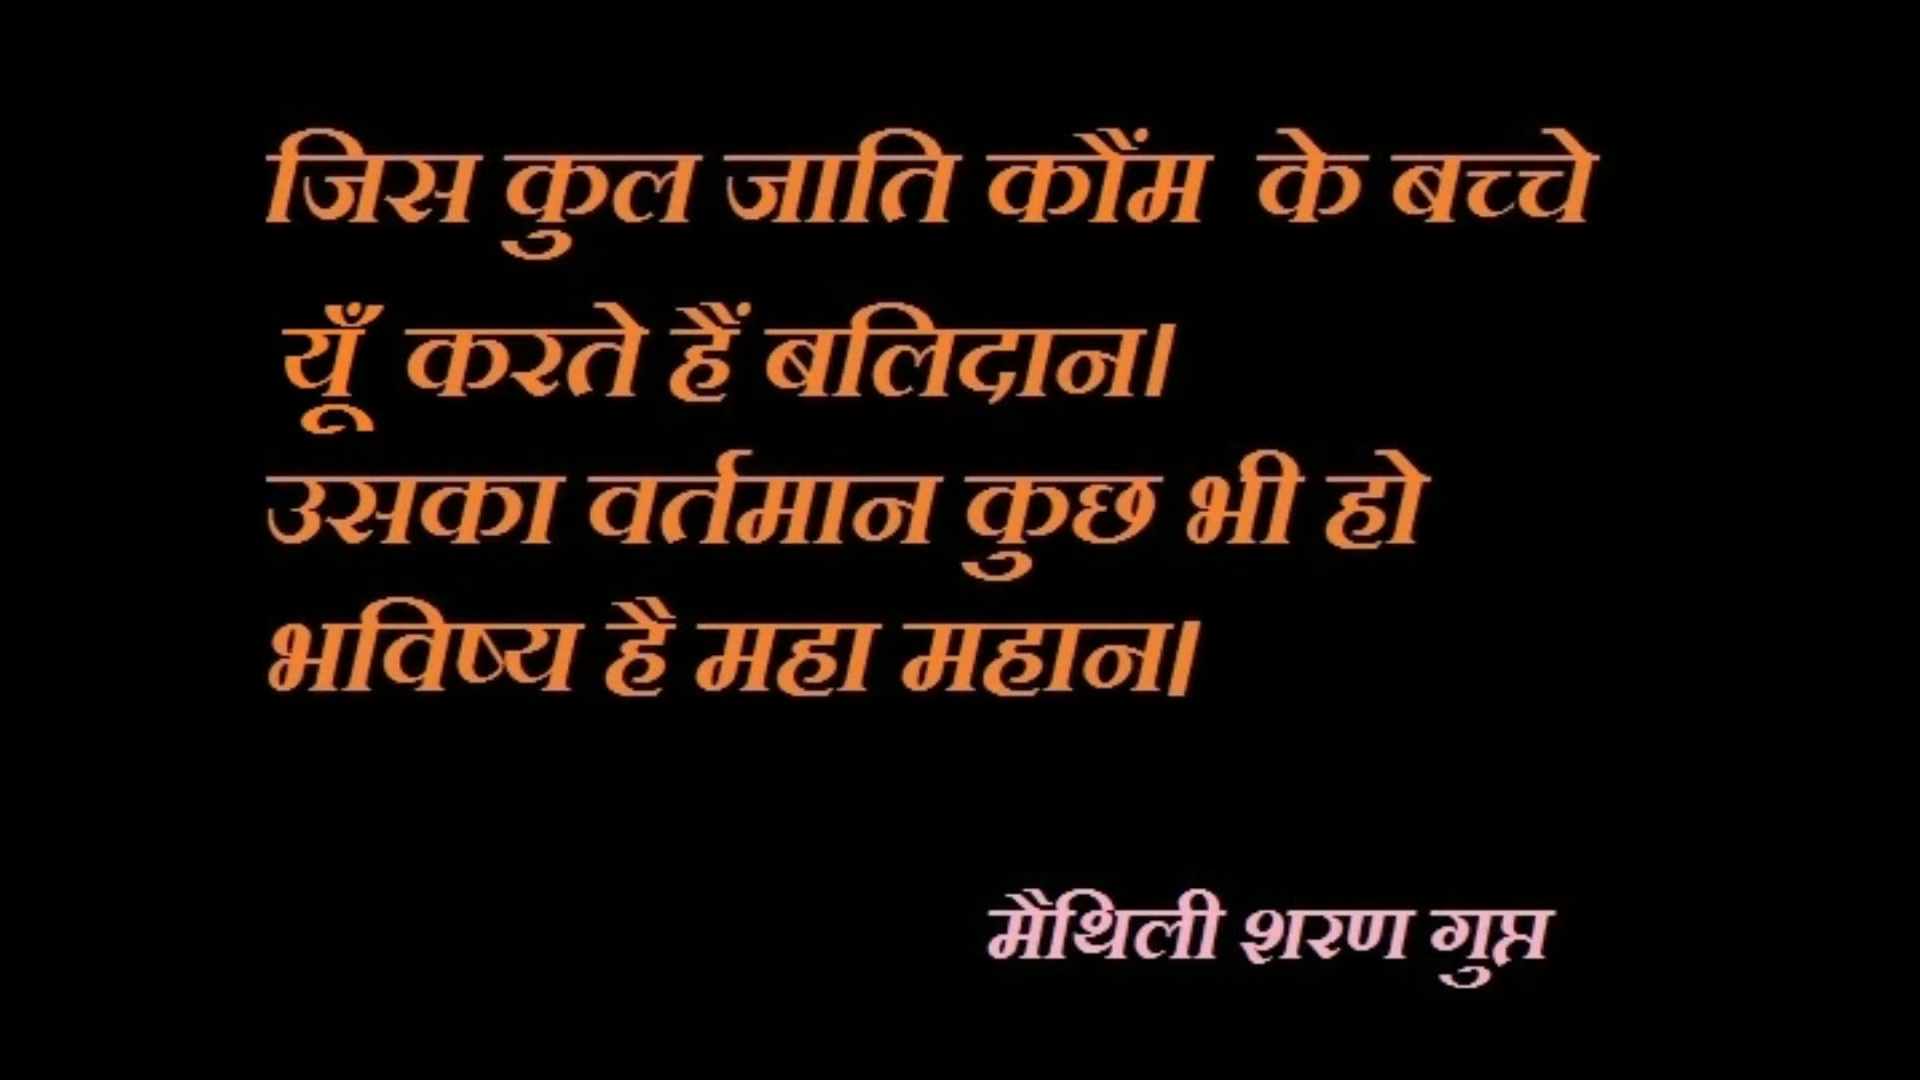 जिस कुल जाति कौंम के बच्चे
यूँ करते हैं बलिदान।
उसका वर्तमान कुछ भी हो
भविष्य है महा महान।
मैथिली शरण गुप्त